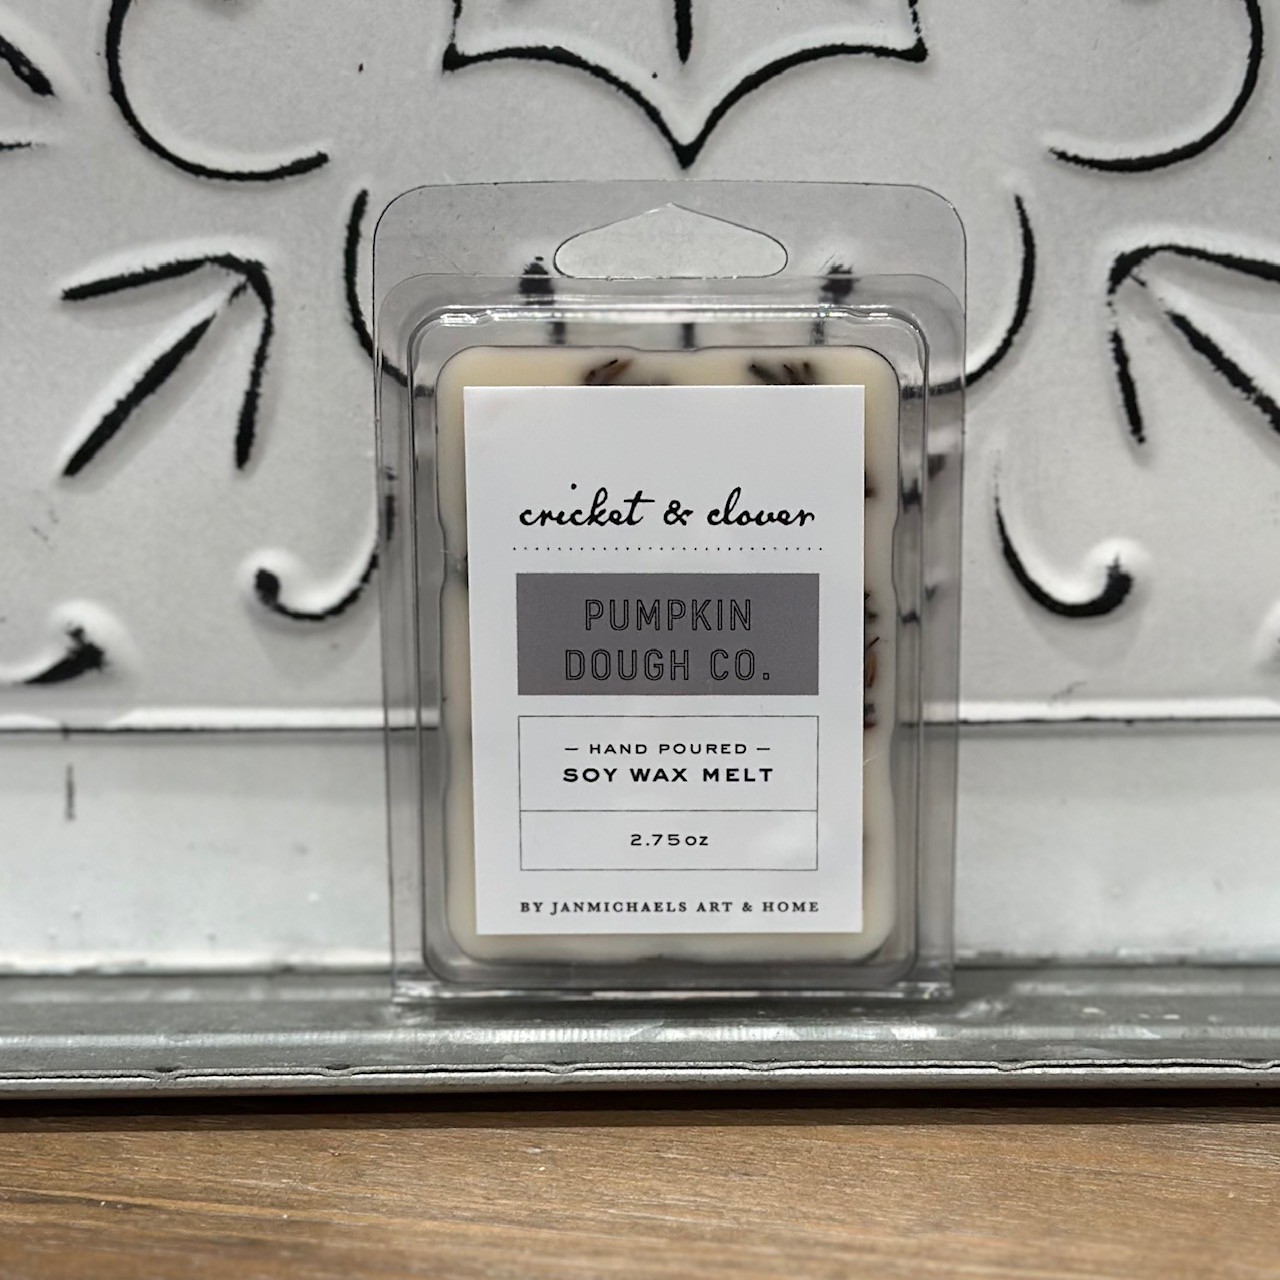 cricket & clover
PUMPKIN
DOUGH CO.
– HAND POURED –
SOY WAX MELT
2.75oz
BY JANMICHAELS ART & HOME